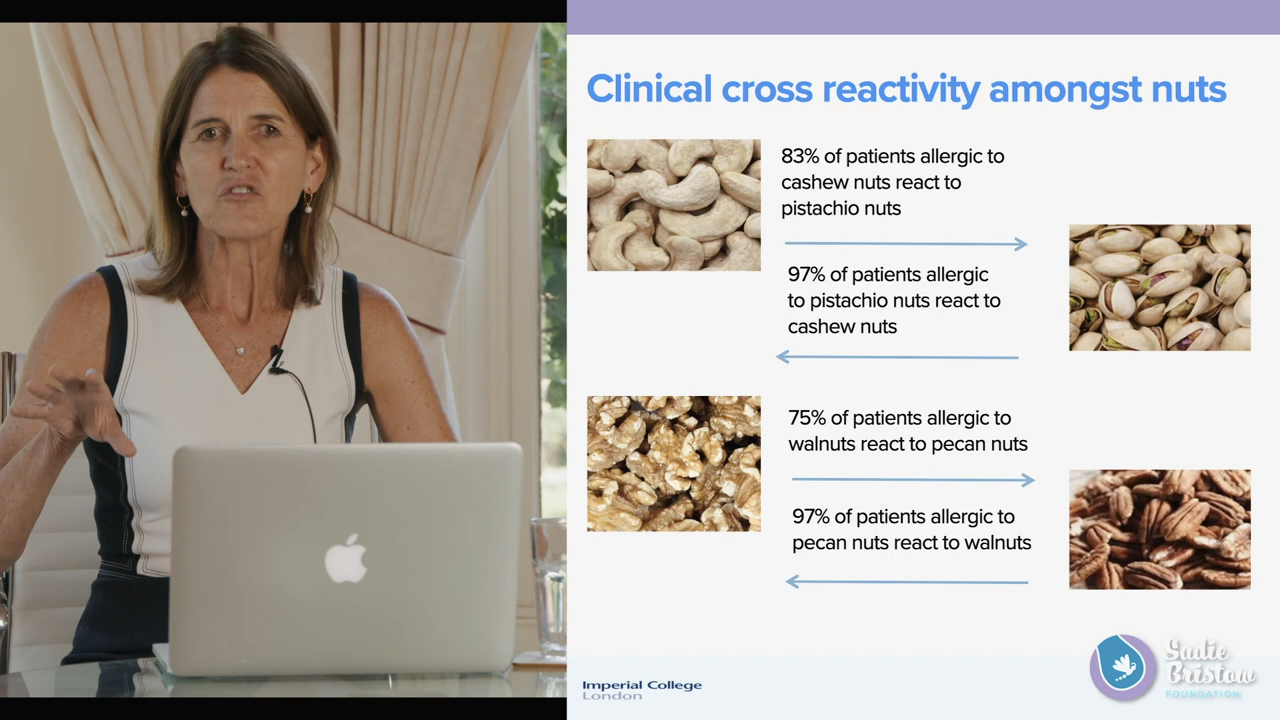 Clinical cross reactivity amongst nuts
83% of patients allergic to
cashew nuts react to
pistachio nuts
97% of patients allergic
to pistachio nuts react to
cashew nuts
75% of patients allergic to
walnuts react to pecan nuts
97% of patients allergic to
pecan nuts react to walnuts
Imperial College
London
Sadie
Bristow
FOUNDATION